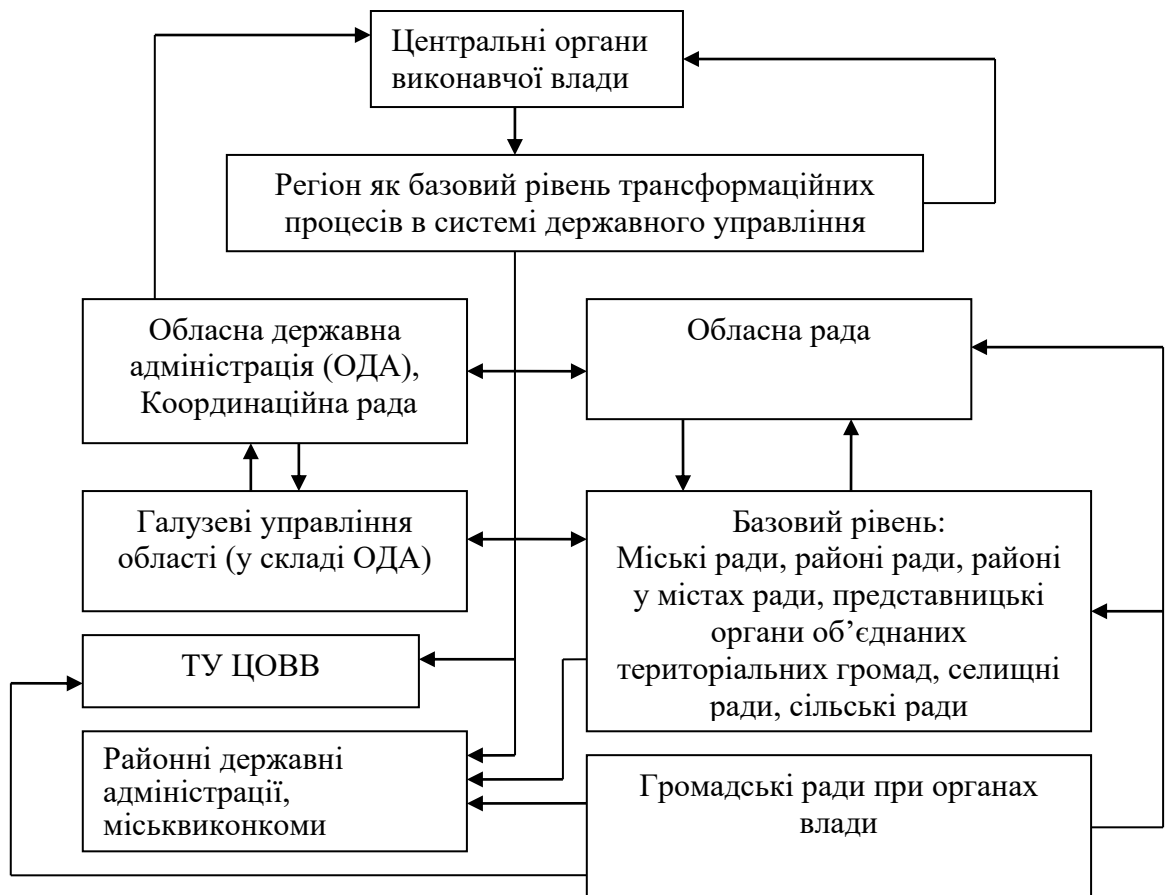 Центральні органи
виконавчої влади
Регіон як базовий рівень трансформаційних
процесів в системі державного управління
Обласна державна
адміністрація (ОДА),
Координаційна рада
Обласна рада
Галузеві управління
області (у складі ОДА)
Базовий рівень:
Міські ради, районі ради, районі
у містах ради, представницькі
органи об’єднаних
територіальних громад, селищні
ради, сільські ради
ТУ ЦОВВ
Районні державні
адміністрації,
міськвиконкоми
Громадські ради при органах
влади